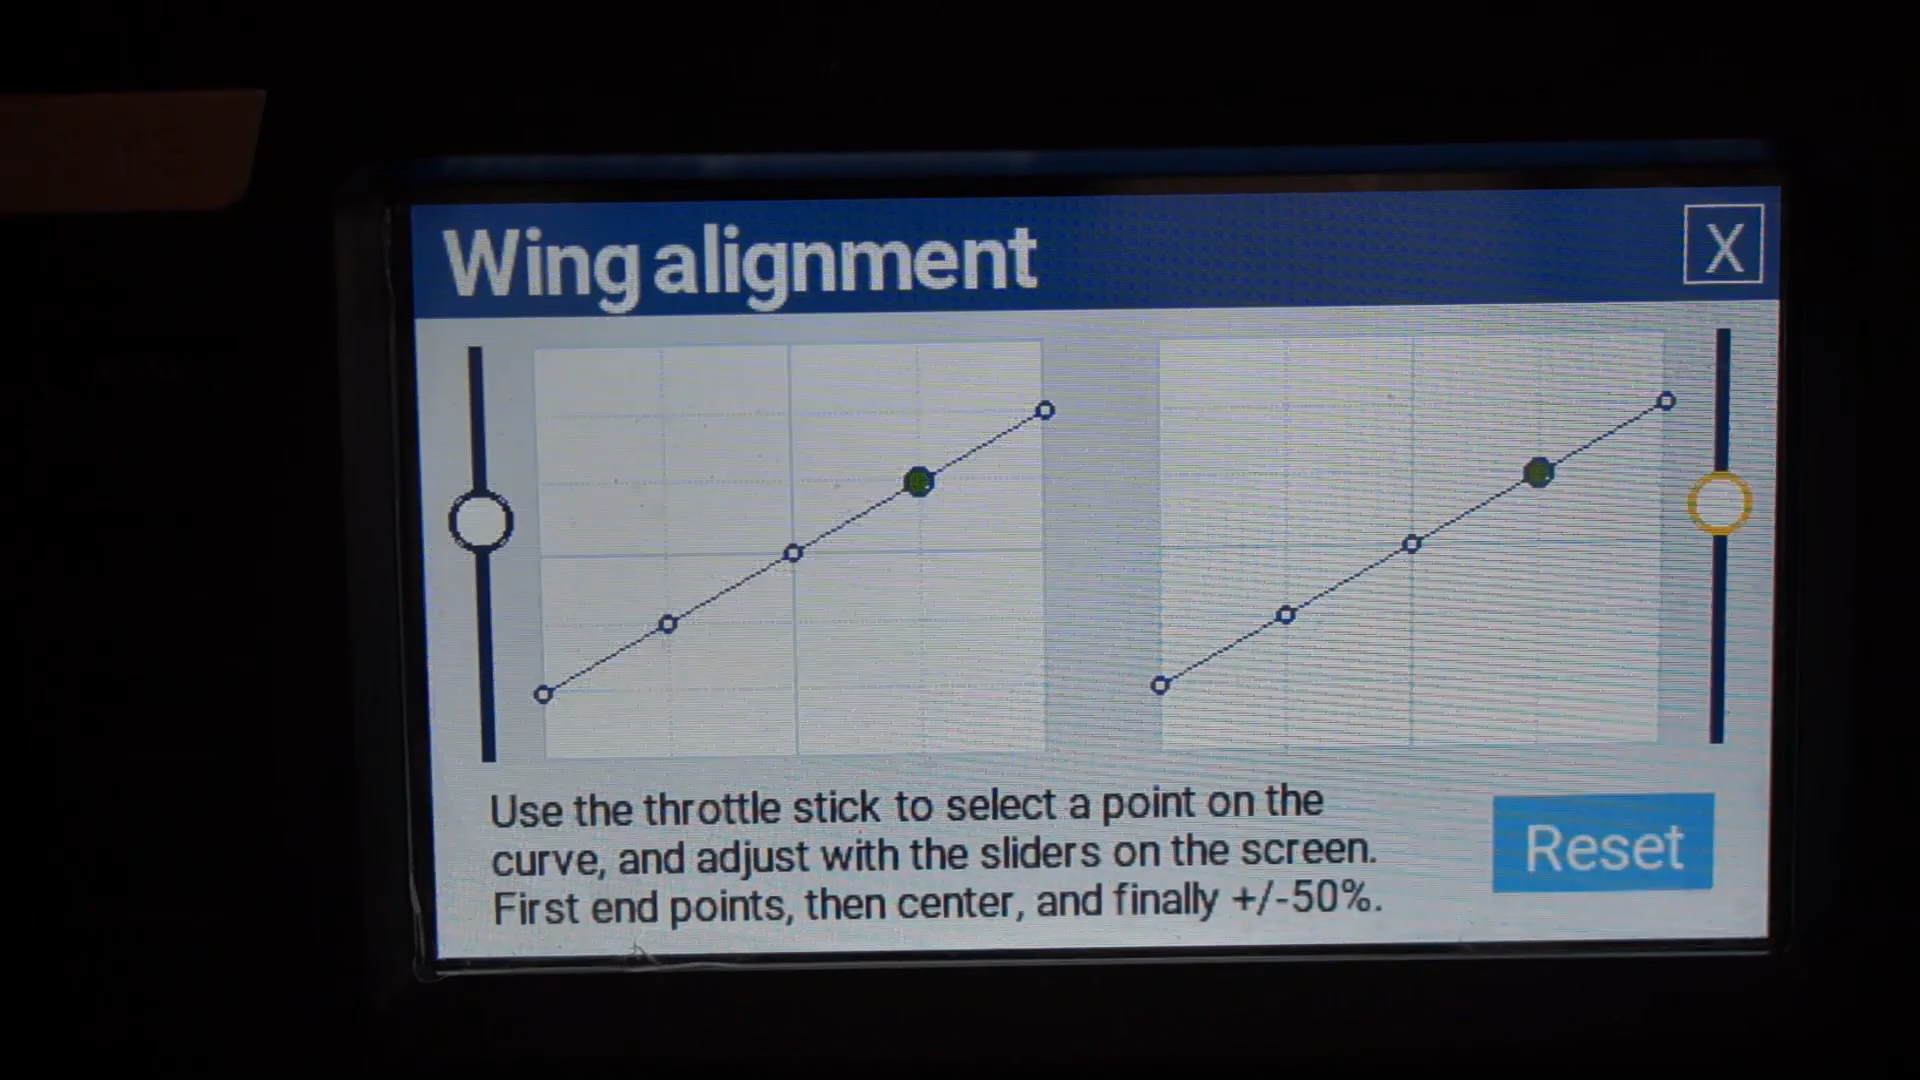 Wing alignment
X
Use the throttle stick to select a point on the
curve, and adjust with the sliders on the screen.
First end points, then center, and finally +/-50%.
Reset